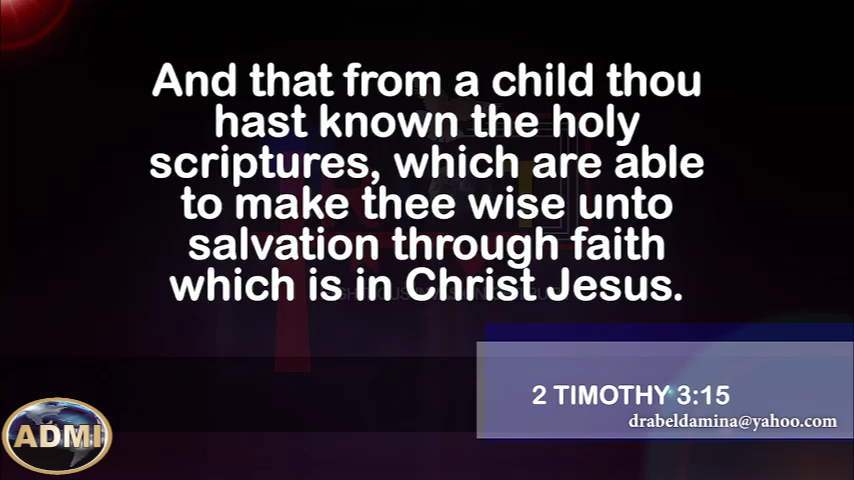 And that from a child thou
hast known the holy
scriptures, which are able
to make thee wise unto
salvation through faith
which is in Christ Jesus.
2 TIMOTHY 3:15
drabeldamina@yahoo.com
ADMI